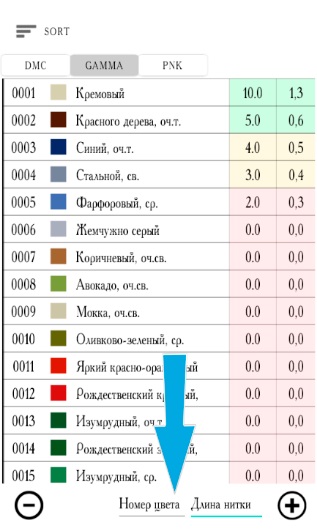 SORT
DMC GAMMA PNK
0001 Кремовый 10.0 1,3
0002 Красного дерева, оч.т. 5.0 0,6
0003 Синий, оч.т. 4.0 0,5
0004 Стальной, св. 3.0 0,4
0005 Фарфоровый, ср. 2.0 0,3
0006 Жемчужно серый 0.0 0,0
0007 Коричневый, оч.св. 0.0 0,0
0008 Авокадо, оч.св. 0.0 0,0
0009 Мокка, оч.св. 0.0 0,0
0010 Оливково-зеленый, ср. 0.0 0,0
0011 Яркий 0.0 0,0
0012 Рождественский 0.0 0,0
0013 Изумрудный, 0.0 0,0
0014 Рождественский 0.0 0,0
0015 Изумрудный, ср. 0.0 0,0
Номер цвета Длина нитки